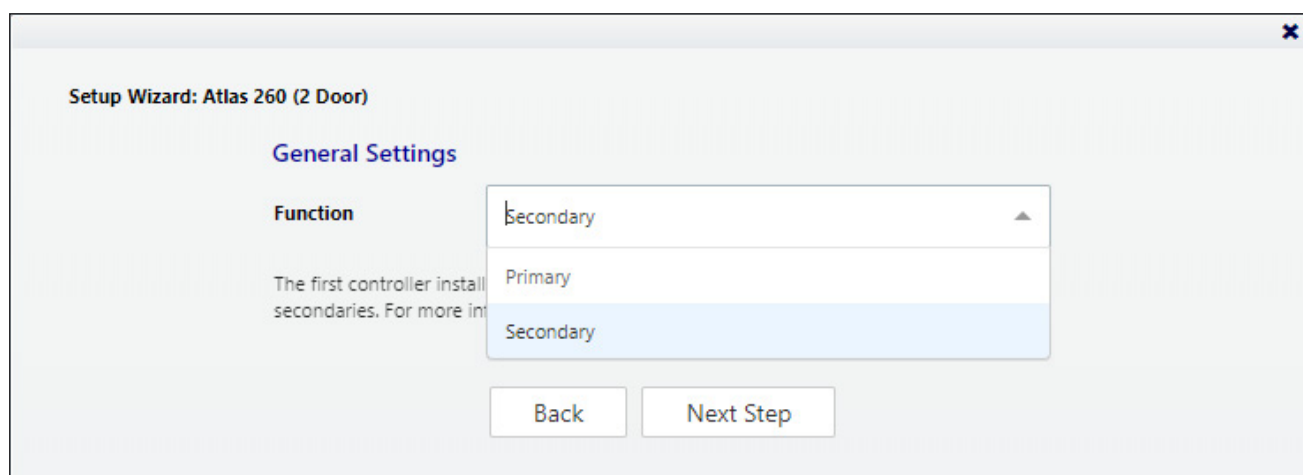 Setup Wizard: Atlas 260 (2 Door)
General Settings
Function
Secondary
The first controller install
secondaries. For more
Primary
Secondary
Back
Next Step